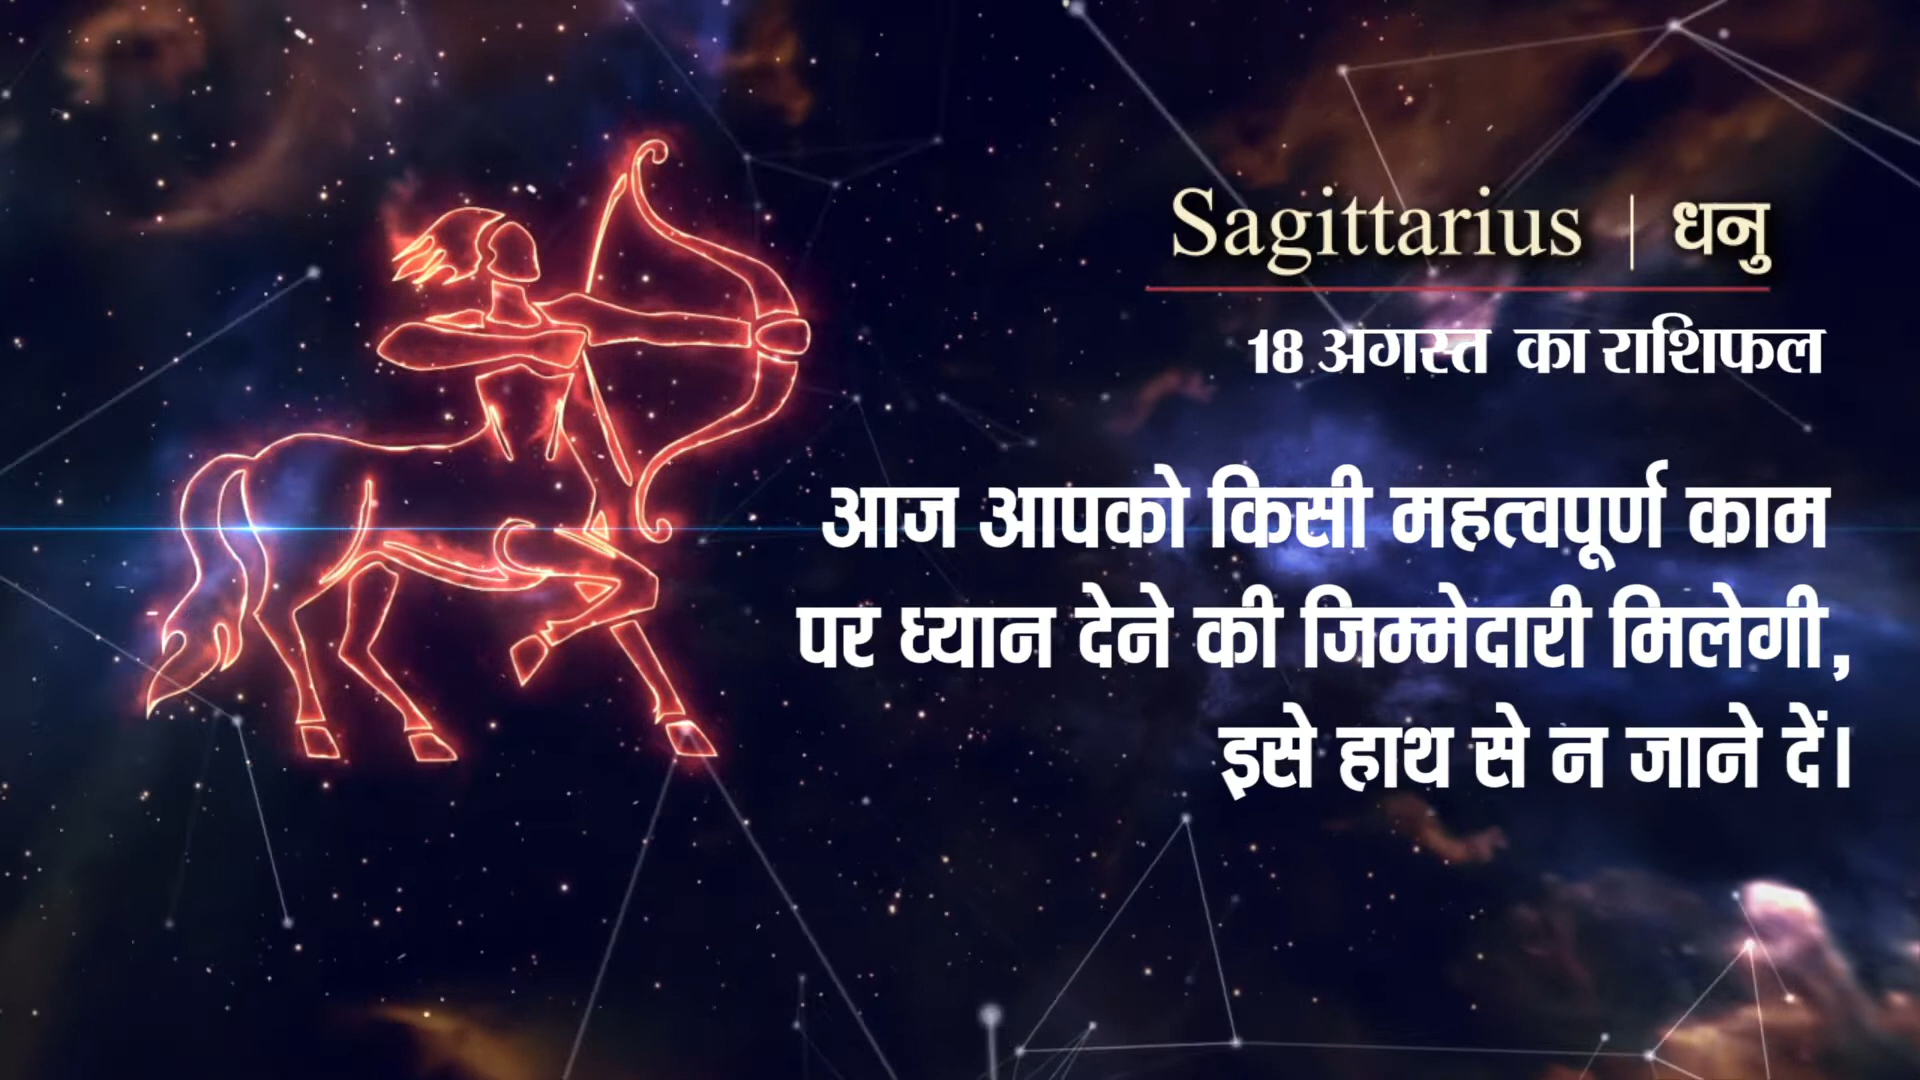 Sagittarius | धनु
18 अगस्त का राशिफल
आज आपको किसी महत्वपूर्ण काम
पर ध्यान देने की जिम्मेदारी मिलेगी,
इसे हाथ से न जाने दें।